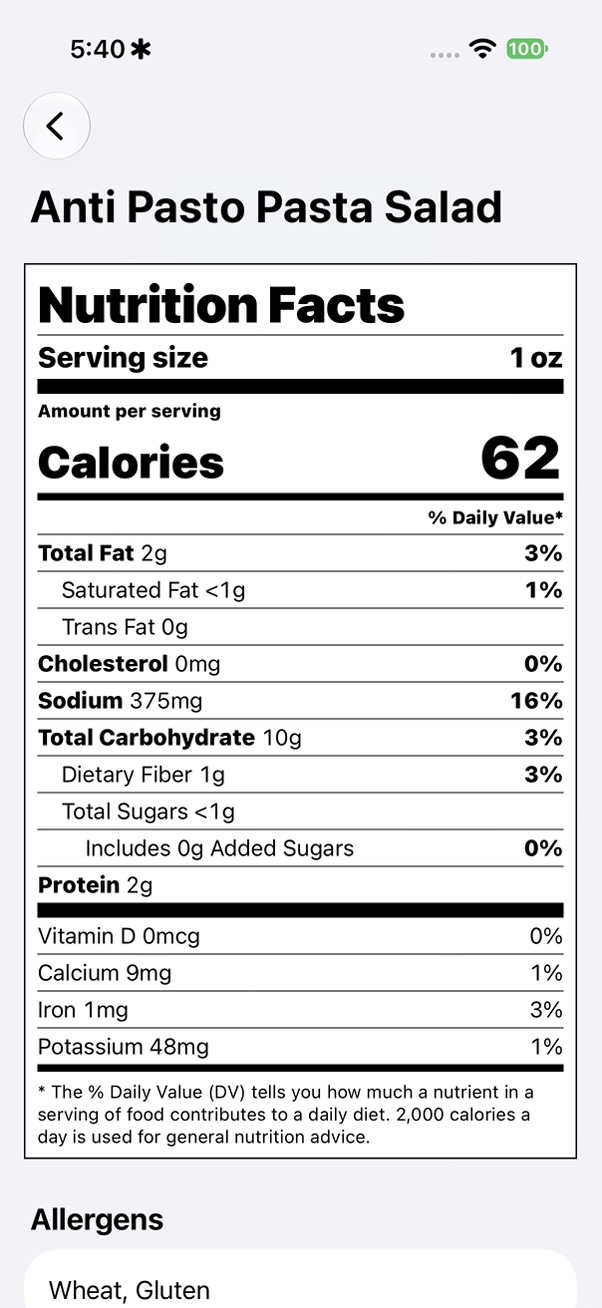 5:40 ✱
100
Anti Pasto Pasta Salad
Nutrition Facts
Serving size 1 oz
Amount per serving
Calories 62
% Daily Value*
Total Fat 2g 3%
Saturated Fat <1g 1%
Trans Fat 0g
Cholesterol 0mg 0%
Sodium 375mg 16%
Total Carbohydrate 10g 3%
Dietary Fiber 1g 3%
Total Sugars <1g
Includes 0g Added Sugars 0%
Protein 2g
Vitamin D 0mcg 0%
Calcium 9mg 1%
Iron 1mg 3%
Potassium 48mg 1%
* The % Daily Value (DV) tells you how much a nutrient in a
serving of food contributes to a daily diet. 2,000 calories a
day is used for general nutrition advice.
Allergens
Wheat, Gluten